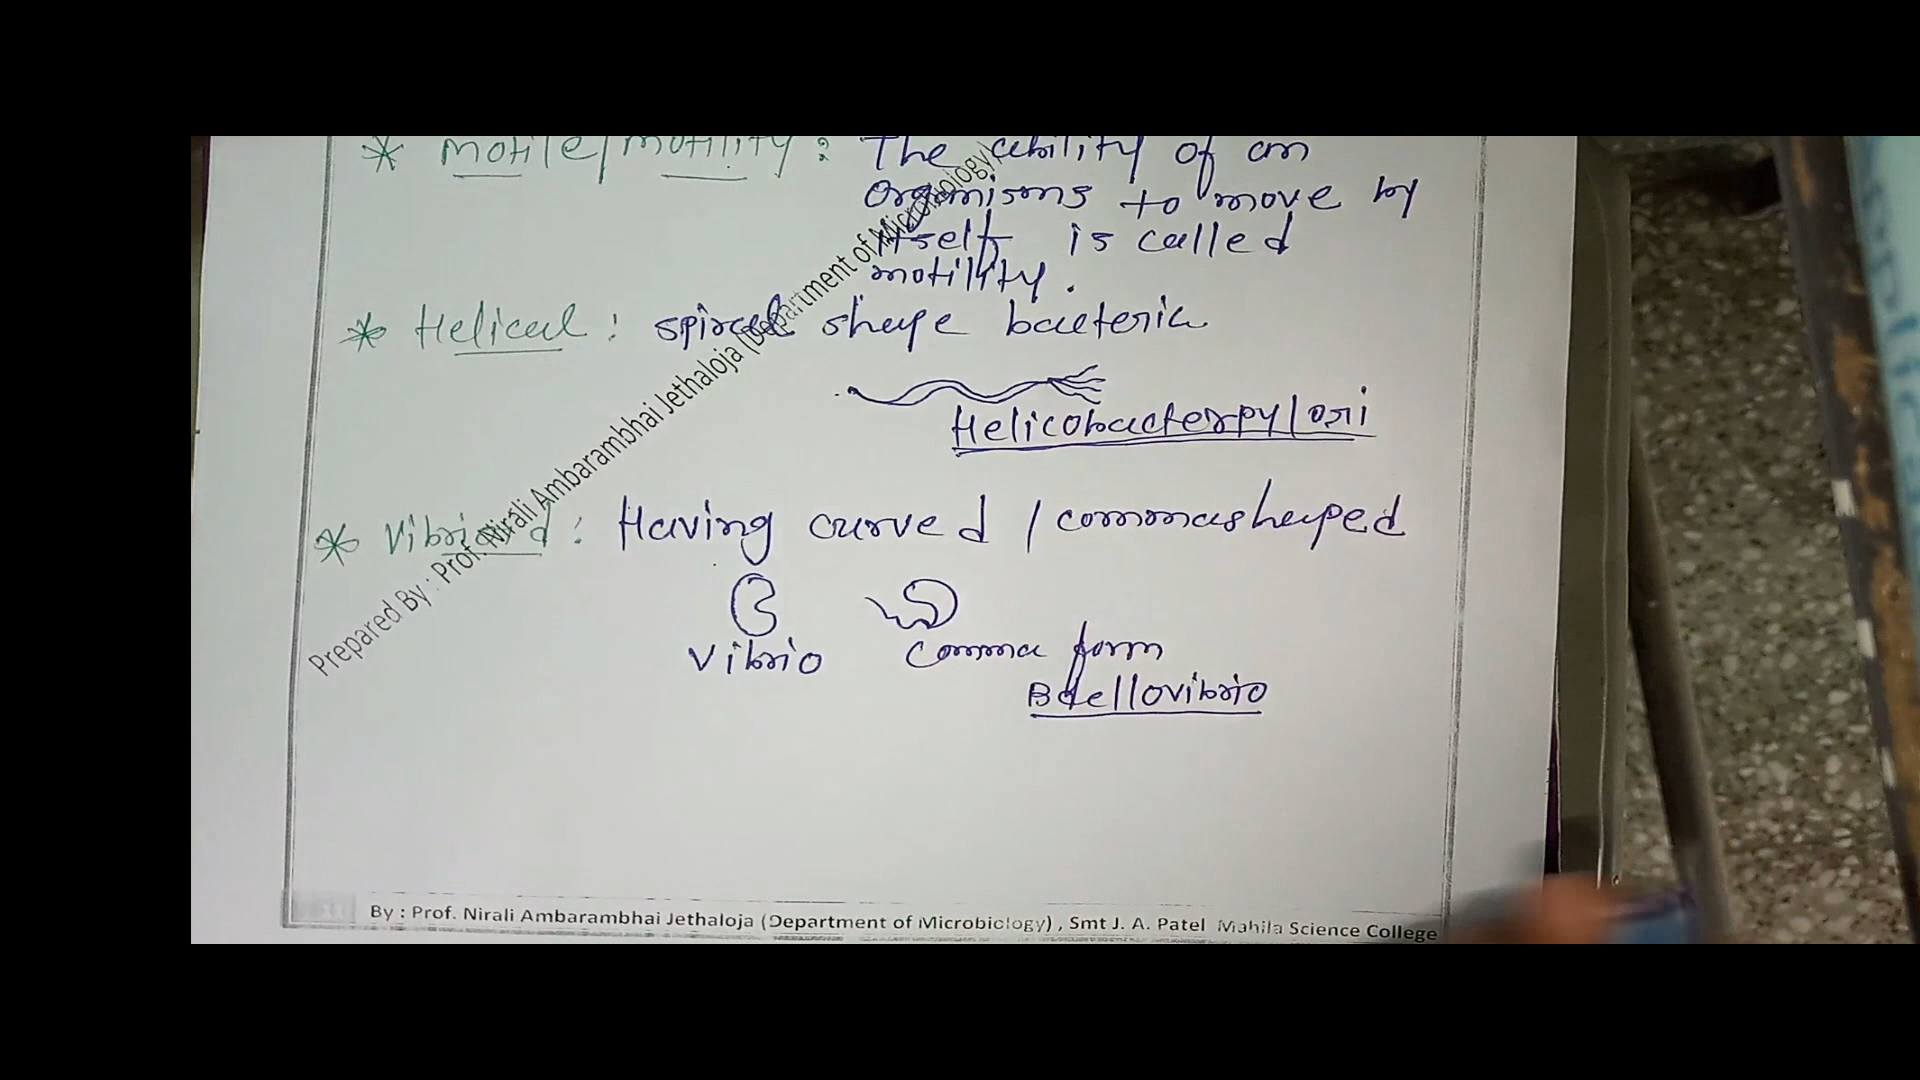 * Motile/motility : The ability of an
organisms to move by
itself is called
motility.
* Helical : spiral shape bacteria
Helicobacterpylori
* Vibrioid : Having curved / commashaped
Vibrio Comma form
Bdellovibrio
Prepared By : Prof. Nirali Ambarambhai Jethaloja (Department of Microbiology)
By : Prof. Nirali Ambarambhai Jethaloja (Department of Microbiology) , Smt J. A. Patel Mahila Science College